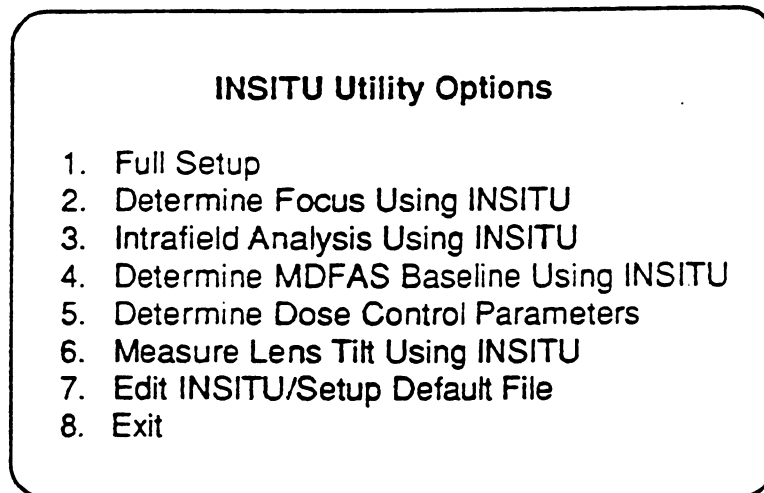 INSITU Utility Options
1. Full Setup
2. Determine Focus Using INSITU
3. Intrafield Analysis Using INSITU
4. Determine MDFAS Baseline Using INSITU
5. Determine Dose Control Parameters
6. Measure Lens Tilt Using INSITU
7. Edit INSITU/Setup Default File
8. Exit